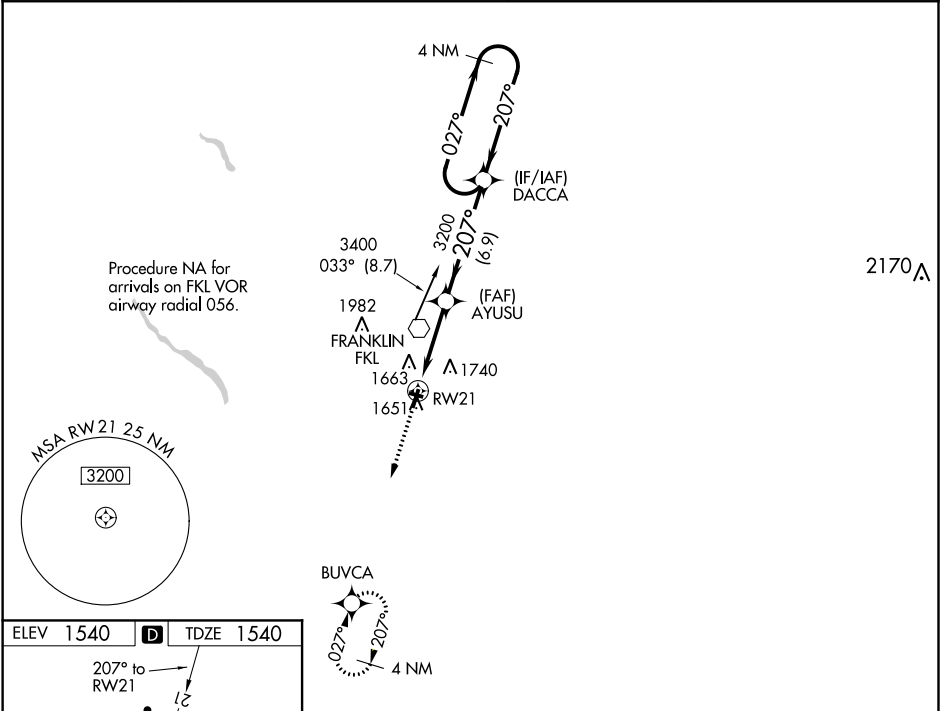 4 NM
027°
207°
(IF/IAF)
DACCA
3200
207°
(6.9)
3400
033° (8.7)
Procedure NA for
arrivals on FKL VOR
airway radial 056.
2170
(FAF)
AYUSU
1982
FRANKLIN
FKL
1663
1740
1651
RW21
MSA RW21 25 NM
3200
BUVCA
027°
207°
4 NM
ELEV 1540 D TDZE 1540
207° to
RW21
21